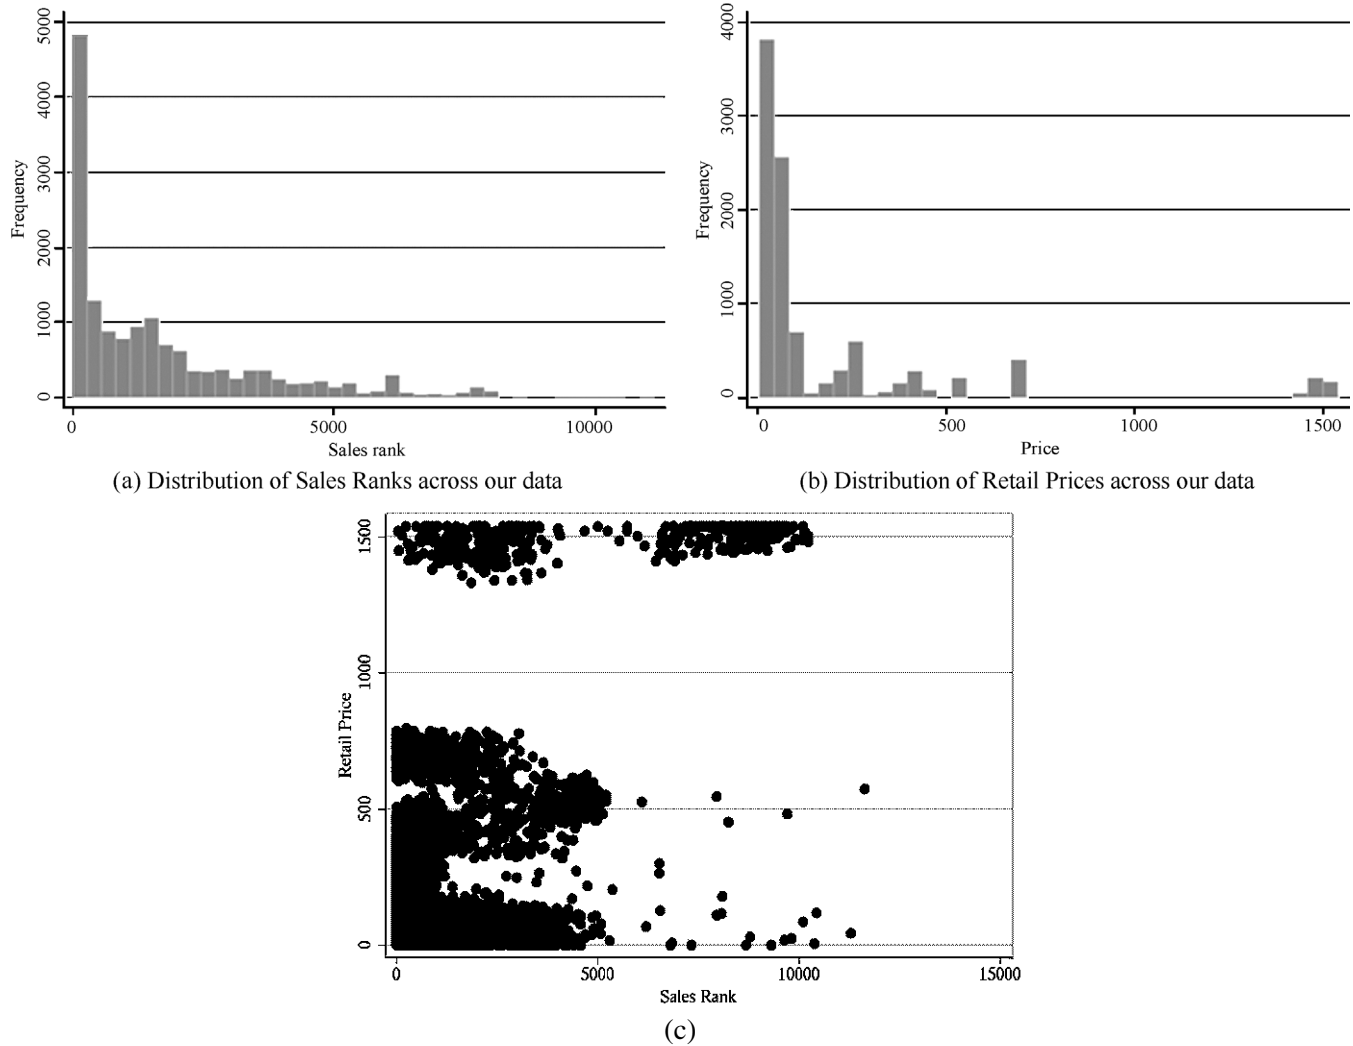 5000
4000
3000
2000
1000
0
Frequency
0 5000 10000
Sales rank
(a) Distribution of Sales Ranks across our data
4000
3000
2000
1000
0
Frequency
0 500 1000 1500
Price
(b) Distribution of Retail Prices across our data
1500
1000
500
0
Retail Price
0 5000 10000 15000
Sales Rank
(c)